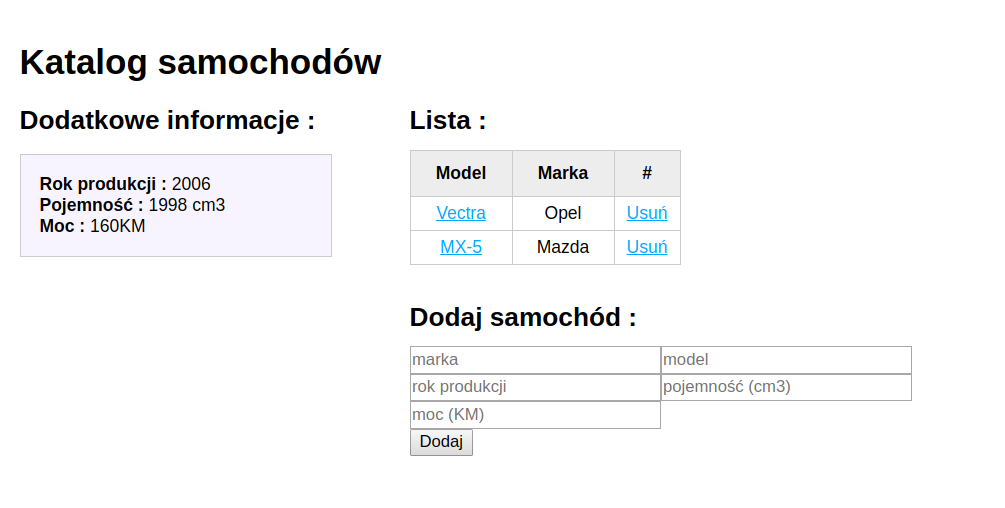 Katalog samochodów
Dodatkowe informacje :
Rok produkcji : 2006
Pojemność : 1998 cm3
Moc : 160KM
Lista :
Model Marka #
Vectra Opel Usuń
MX-5 Mazda Usuń
Dodaj samochód :
marka model
rok produkcji pojemność (cm3)
moc (KM)
Dodaj